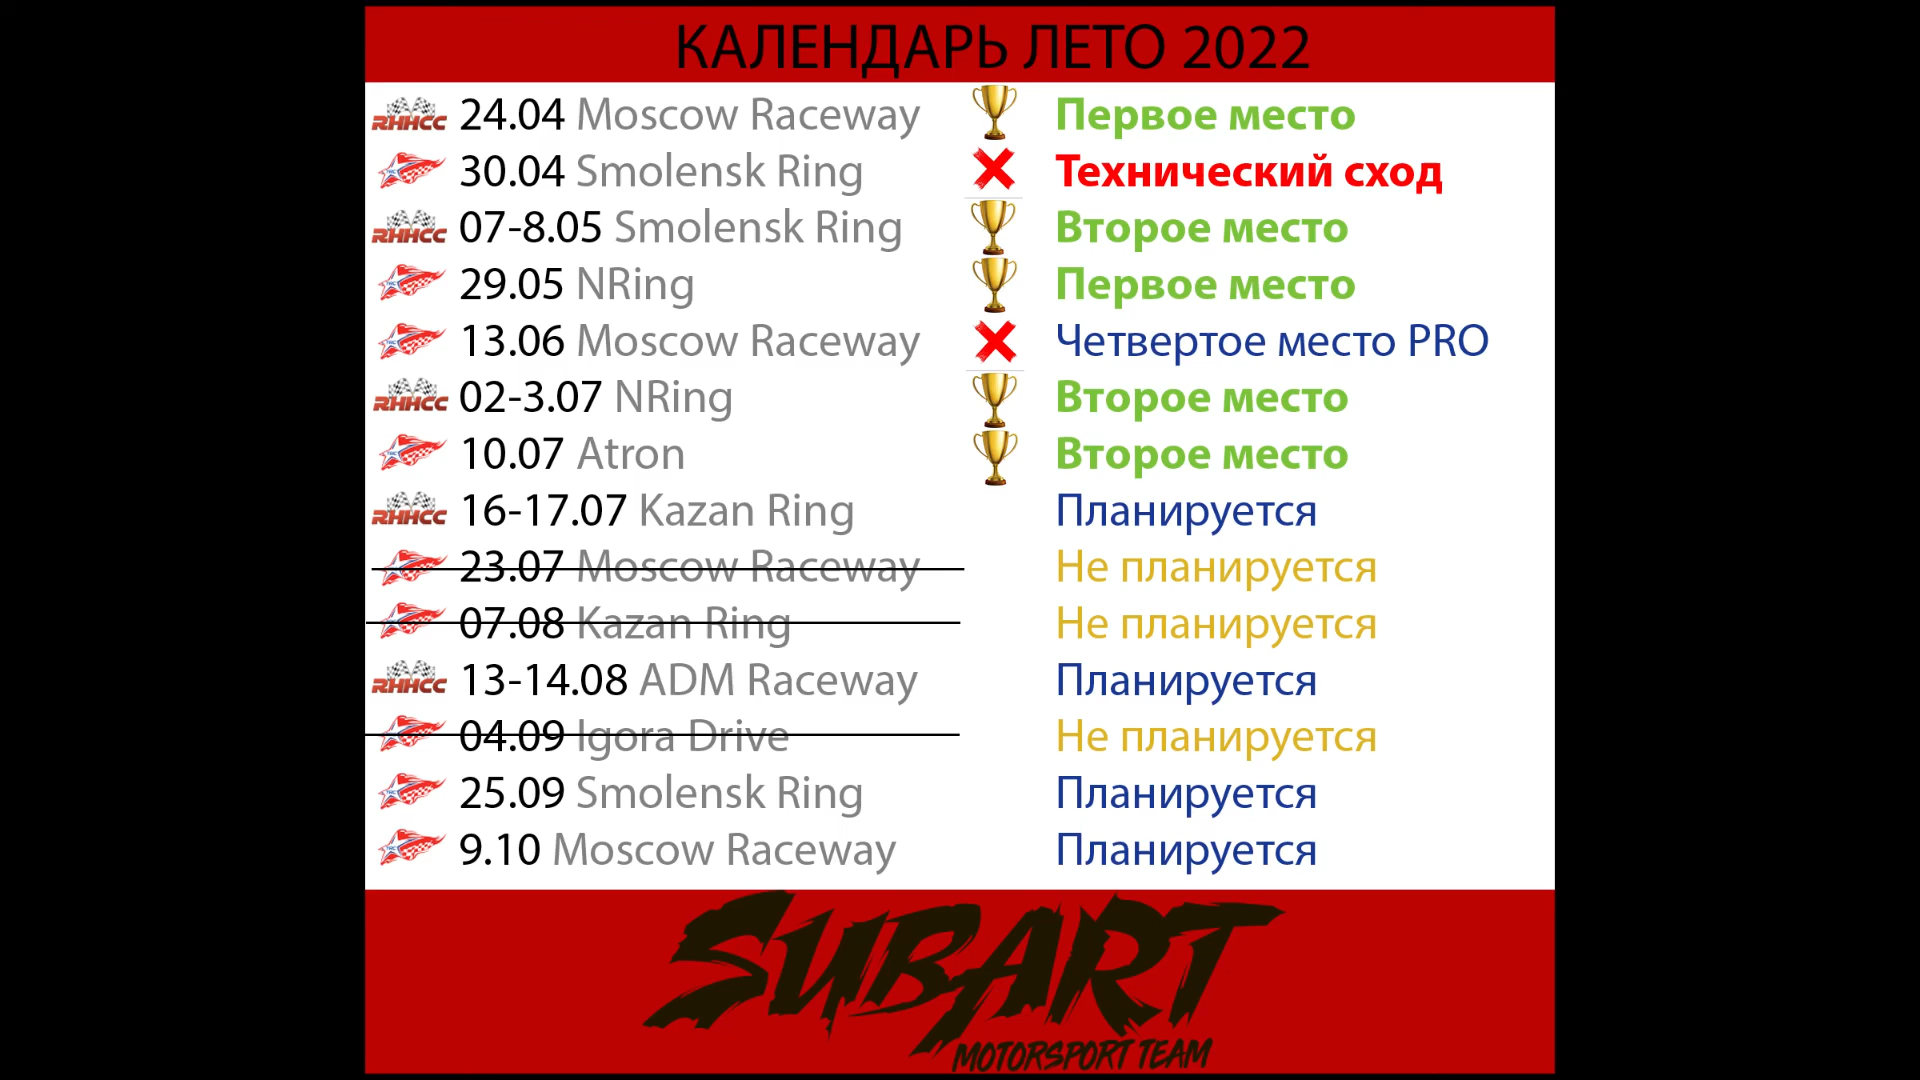 КАЛЕНДАРЬ ЛЕТО 2022
RHHCC 24.04 Moscow Raceway Первое место
30.04 Smolensk Ring Технический сход
RHHCC 07-8.05 Smolensk Ring Второе место
29.05 NRing Первое место
13.06 Moscow Raceway Четвертое место PRO
RHHCC 02-3.07 NRing Второе место
10.07 Atron Второе место
RHHCC 16-17.07 Kazan Ring Планируется
23.07 Moscow Raceway Не планируется
07.08 Kazan Ring Не планируется
RHHCC 13-14.08 ADM Raceway Планируется
04.09 Igora Drive Не планируется
25.09 Smolensk Ring Планируется
9.10 Moscow Raceway Планируется
SUBART
MOTORSPORT TEAM